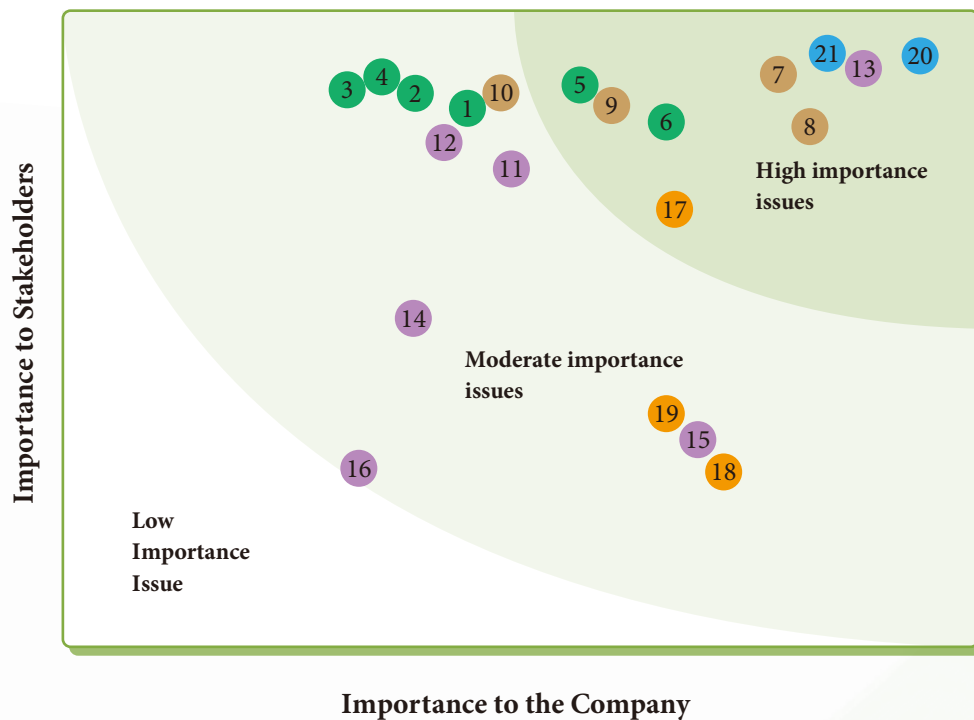 21
20
13
7
4
3
2
10
5
9
1
6
8
12
11
High importance
issues
17
14
Moderate importance
issues
19
15
16
18
Low
Importance
Issue
Importance to Stakeholders
Importance to the Company